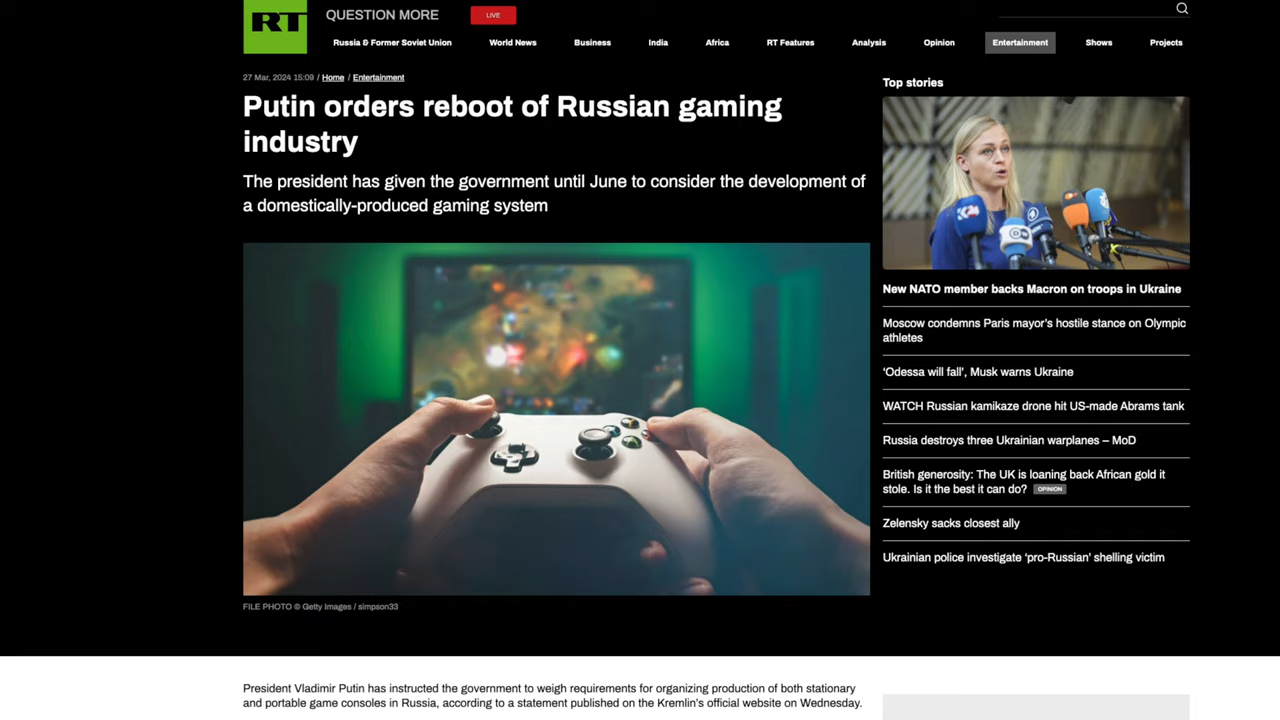 RT
QUESTION MORE
LIVE
Russia & Former Soviet Union
World News
Business
India
Africa
RT Features
Analysis
Opinion
Entertainment
Shows
Projects
27 Mar, 2024 15:09 / Home / Entertainment
Putin orders reboot of Russian gaming
industry
The president has given the government until June to consider the development of
a domestically-produced gaming system
FILE PHOTO © Getty Images / simpson33
President Vladimir Putin has instructed the government to weigh requirements for organizing production of both stationary
and portable game consoles in Russia, according to a statement published on the Kremlin's official website on Wednesday.
Top stories
New NATO member backs Macron on troops in Ukraine
Moscow condemns Paris mayor's hostile stance on Olympic
athletes
'Odessa will fall', Musk warns Ukraine
WATCH Russian kamikaze drone hit US-made Abrams tank
Russia destroys three Ukrainian warplanes – MoD
British generosity: The UK is loaning back African gold it
stole. Is it the best it can do? OPINION
Zelensky sacks closest ally
Ukrainian police investigate 'pro-Russian' shelling victim